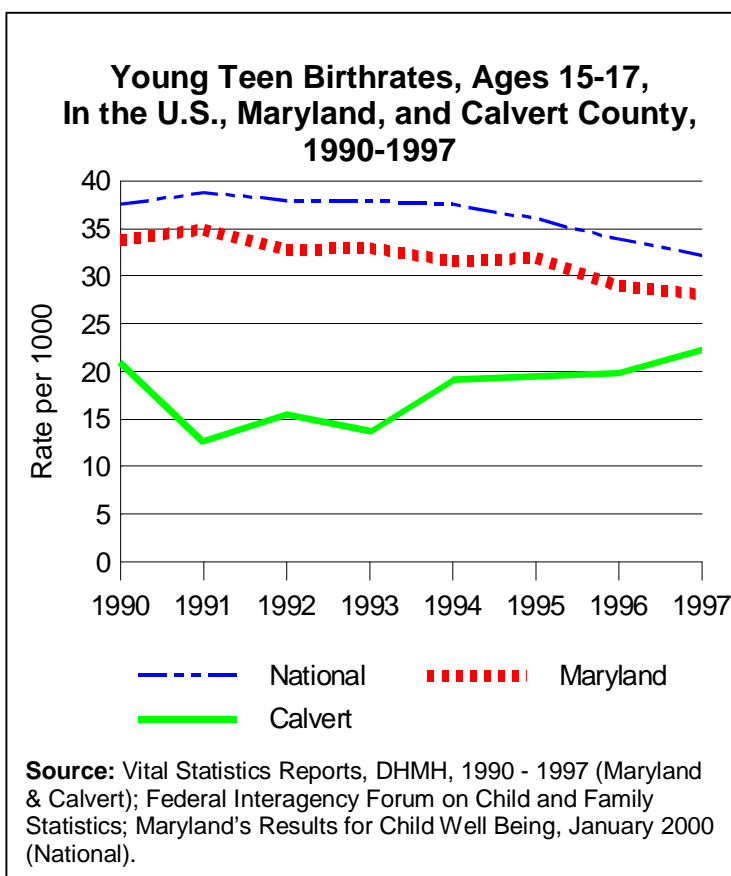 Young Teen Birthrates, Ages 15-17,
In the U.S., Maryland, and Calvert County,
1990-1997
Rate per 1000
40
35
30
25
20
15
10
5
0
1990 1991 1992 1993 1994 1995 1996 1997
National Maryland
Calvert
Source: Vital Statistics Reports, DHMH, 1990 - 1997 (Maryland
& Calvert); Federal Interagency Forum on Child and Family
Statistics; Maryland's Results for Child Well Being, January 2000
(National).